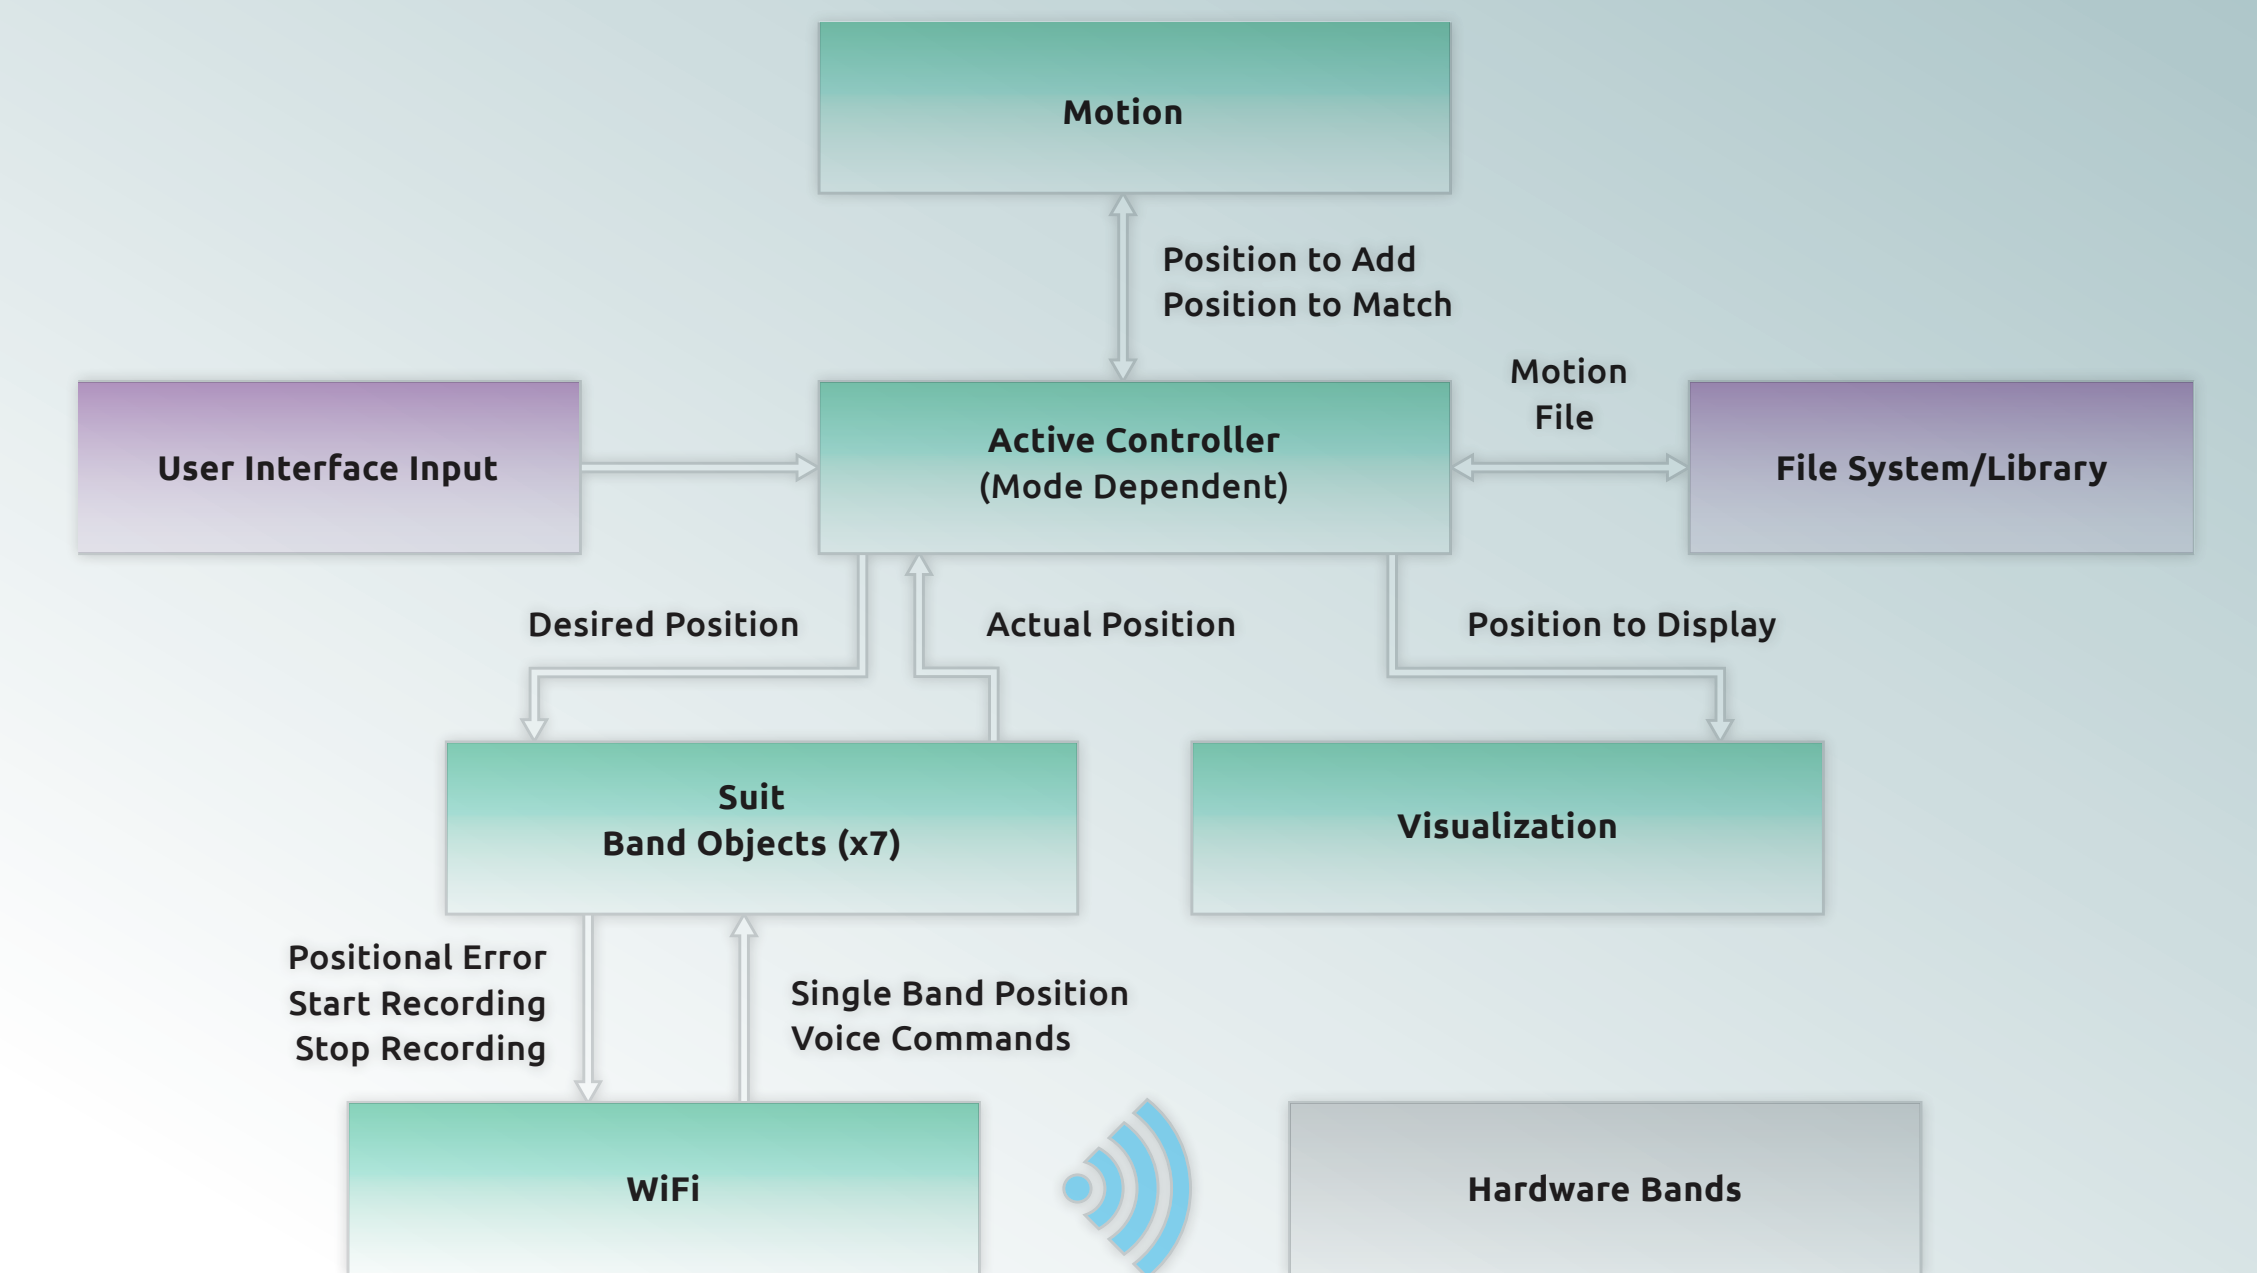 Motion
Position to Add
Position to Match
Motion
File
User Interface Input
Active Controller
(Mode Dependent)
File System/Library
Desired Position
Actual Position
Position to Display
Suit
Band Objects (x7)
Visualization
Positional Error
Start Recording
Stop Recording
Single Band Position
Voice Commands
WiFi
Hardware Bands